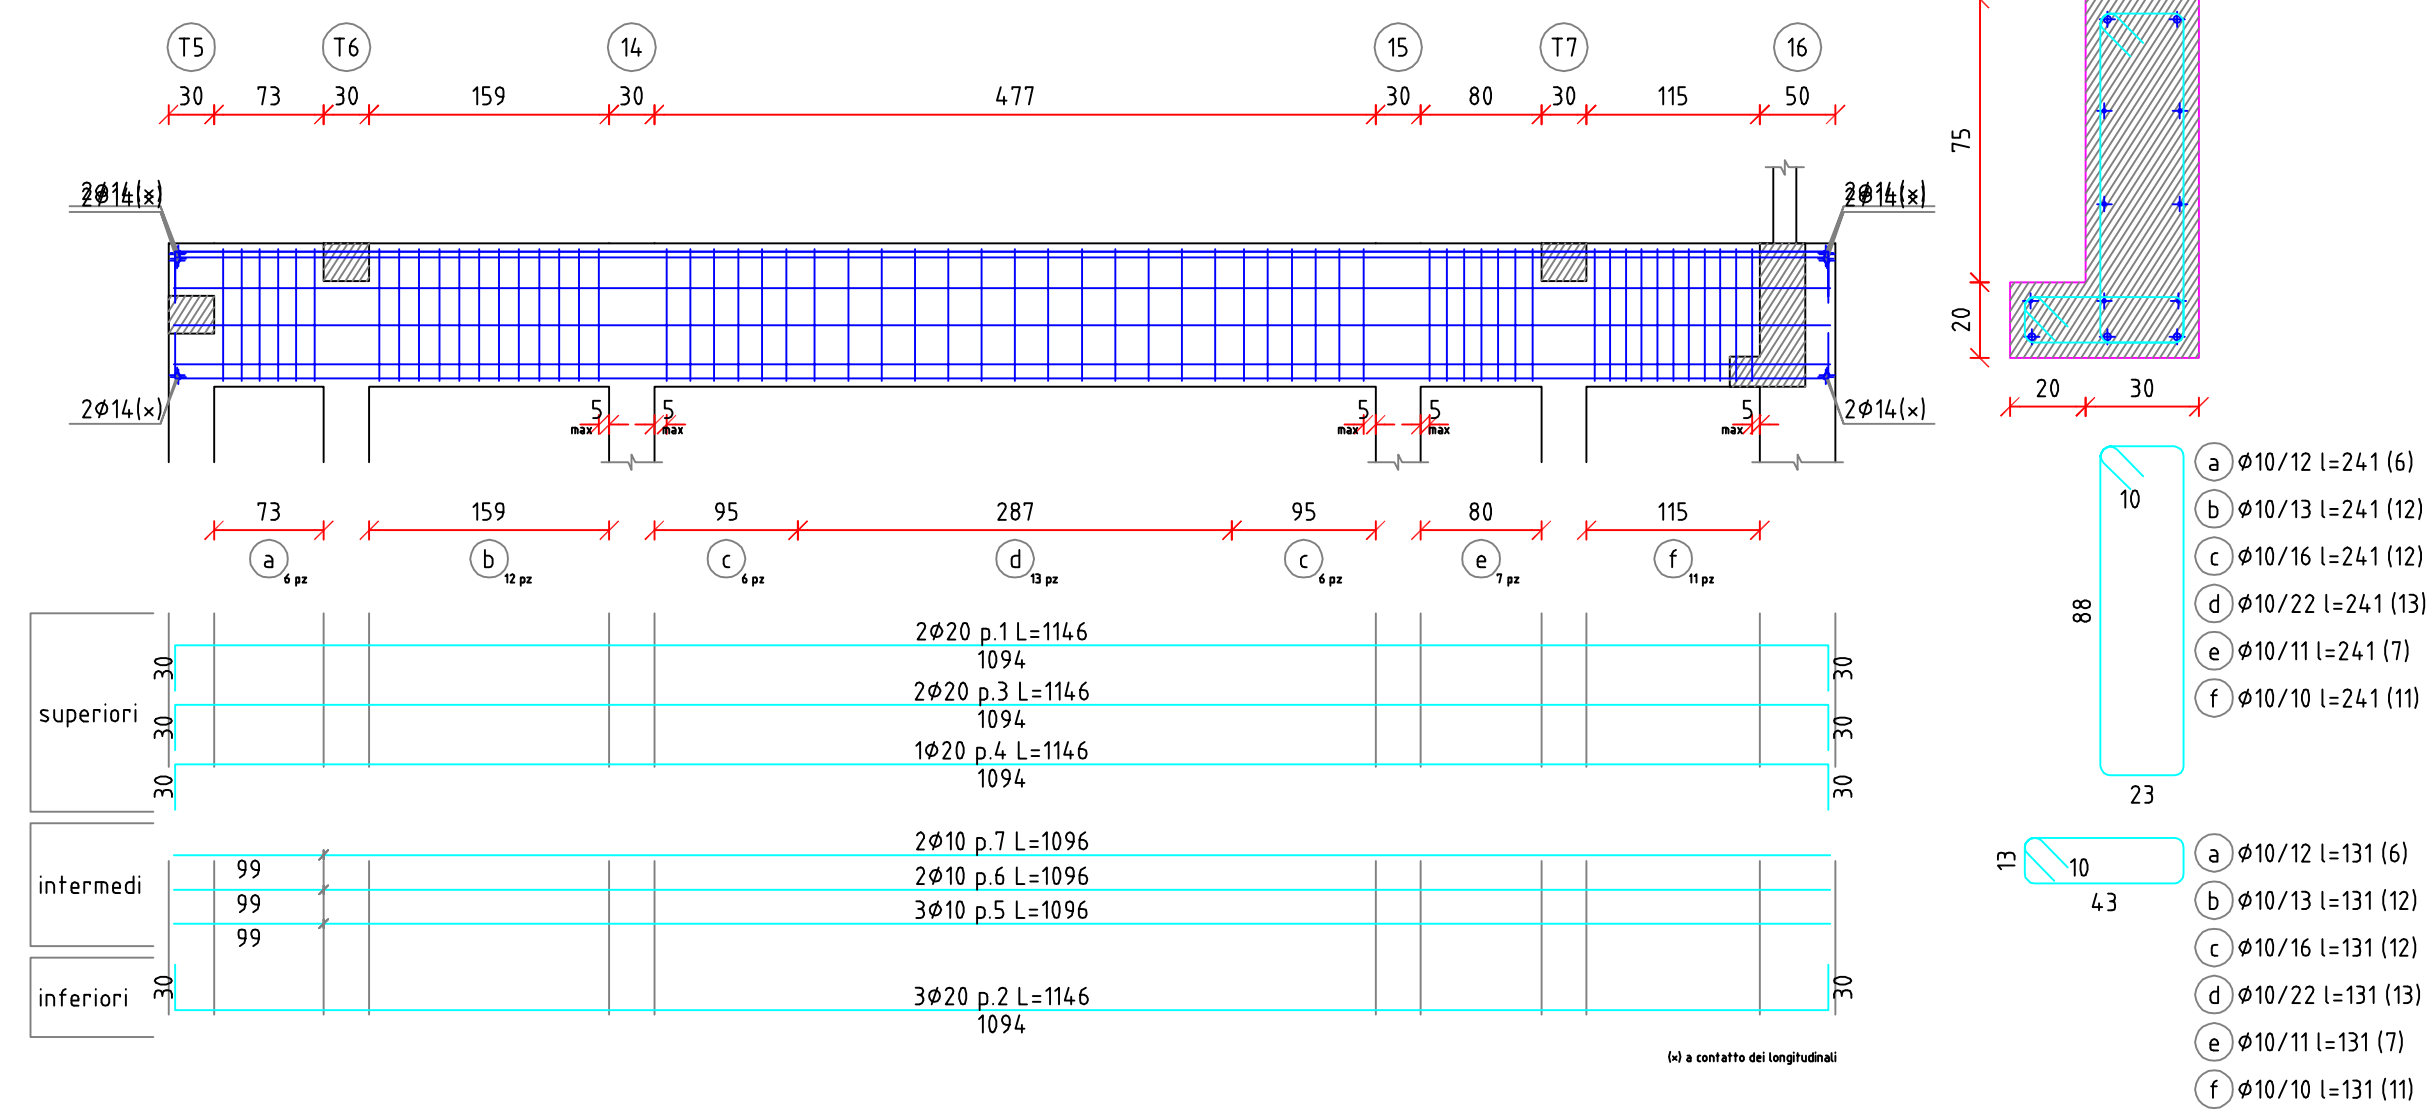 T5 T6 14 15 T7 16
30 73 30 159 30 477 30 80 30 115 50
2ø14(x) 2ø14(x)
2ø14(x) 2ø14(x)
2ø14(x) 2ø14(x)
5 max 5 max 5 max 5 max 5 max
73 159 95 287 95 80 115
a 6 pz b 12 pz c 6 pz d 13 pz c 6 pz e 7 pz f 11 pz
superiori
2ø20 p.1 L=1146
30 1094 30
2ø20 p.3 L=1146
30 1094 30
1ø20 p.4 L=1146
30 1094 30
intermedi
2ø10 p.7 L=1096
99
2ø10 p.6 L=1096
99
3ø10 p.5 L=1096
99
inferiori
30 3ø20 p.2 L=1146 30
1094
(x) a contatto dei longitudinali
75
20
20 30
10
88
23
a ø10/12 l=241 (6)
b ø10/13 l=241 (12)
c ø10/16 l=241 (12)
d ø10/22 l=241 (13)
e ø10/11 l=241 (7)
f ø10/10 l=241 (11)
13 10
43
a ø10/12 l=131 (6)
b ø10/13 l=131 (12)
c ø10/16 l=131 (12)
d ø10/22 l=131 (13)
e ø10/11 l=131 (7)
f ø10/10 l=131 (11)